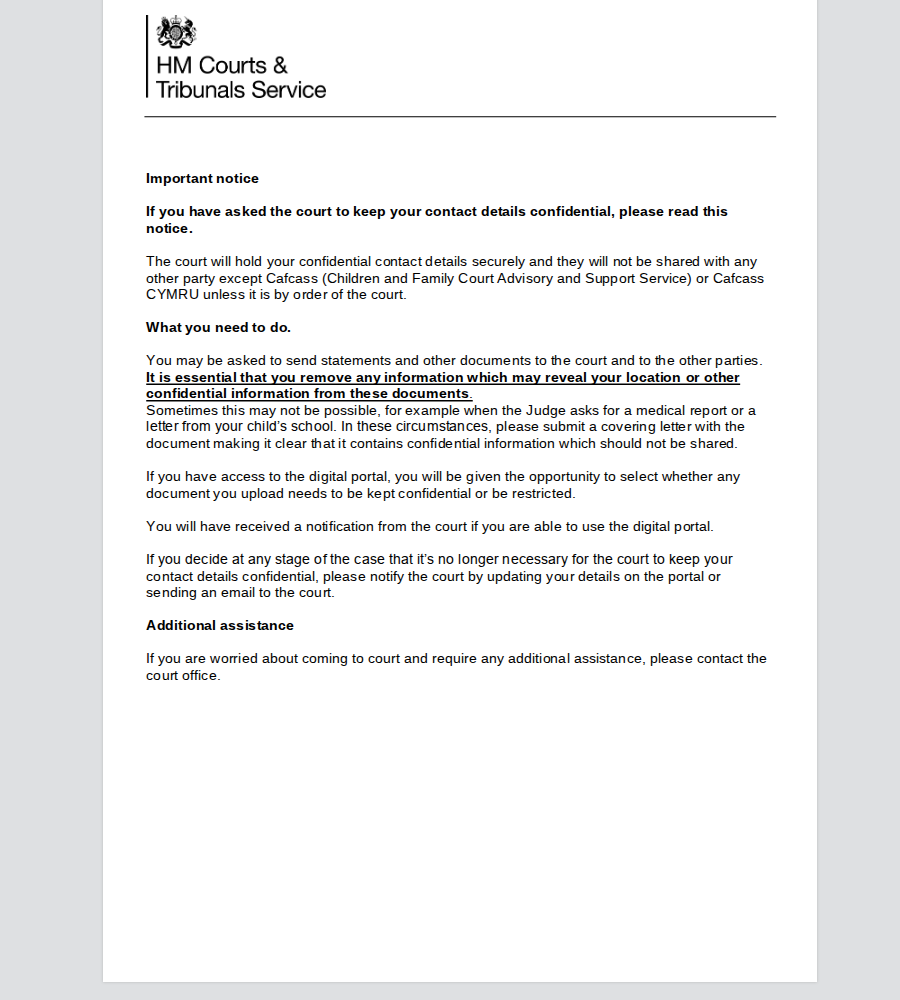 HM Courts &
Tribunals Service
Important notice
If you have asked the court to keep your contact details confidential, please read this
notice.
The court will hold your confidential contact details securely and they will not be shared with any
other party except Cafcass (Children and Family Court Advisory and Support Service) or Cafcass
CYMRU unless it is by order of the court.
What you need to do.
You may be asked to send statements and other documents to the court and to the other parties.
It is essential that you remove any information which may reveal your location or other
confidential information from these documents.
Sometimes this may not be possible, for example when the Judge asks for a medical report or a
letter from your child's school. In these circumstances, please submit a covering letter with the
document making it clear that it contains confidential information which should not be shared.
If you have access to the digital portal, you will be given the opportunity to select whether any
document you upload needs to be kept confidential or be restricted.
You will have received a notification from the court if you are able to use the digital portal.
If you decide at any stage of the case that it's no longer necessary for the court to keep your
contact details confidential, please notify the court by updating your details on the portal or
sending an email to the court.
Additional assistance
If you are worried about coming to court and require any additional assistance, please contact the
court office.